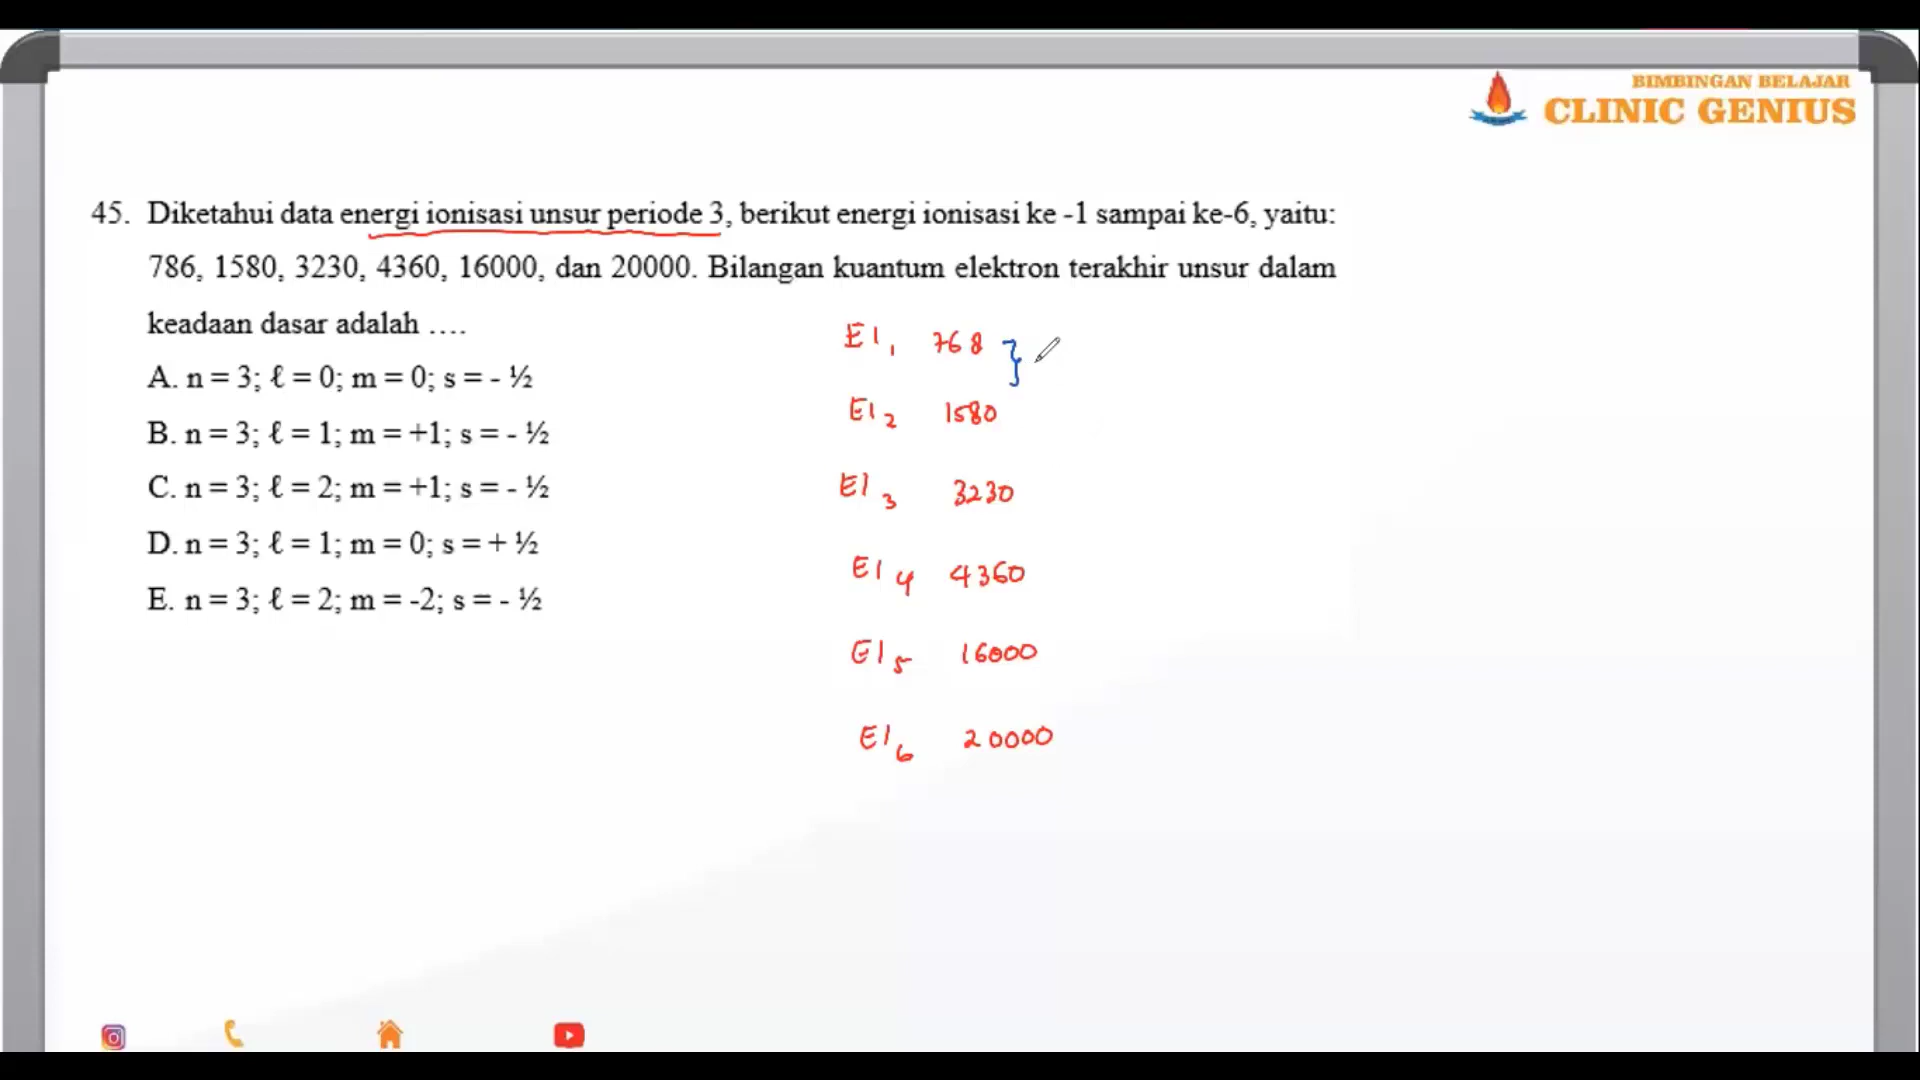 BIMBINGAN BELAJAR
CLINIC GENIUS
45. Diketahui data energi ionisasi unsur periode 3, berikut energi ionisasi ke -1 sampai ke-6, yaitu:
786, 1580, 3230, 4360, 16000, dan 20000. Bilangan kuantum elektron terakhir unsur dalam
keadaan dasar adalah ….
A. n = 3; ℓ = 0; m = 0; s = - ½
B. n = 3; ℓ = 1; m = +1; s = - ½
C. n = 3; ℓ = 2; m = +1; s = - ½
D. n = 3; ℓ = 1; m = 0; s = + ½
E. n = 3; ℓ = 2; m = -2; s = - ½
EI₁ 768 }
EI₂ 1580
EI₃ 3230
EI₄ 4360
EI₅ 16000
EI₆ 20000